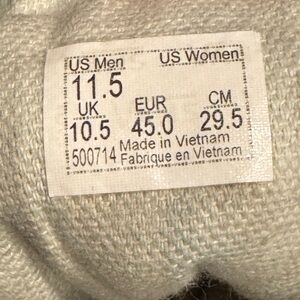 US Men US Women
11.5
UK EUR CM
10.5 45.0 29.5
500714 Made in Vietnam
Fabrique en Vietnam